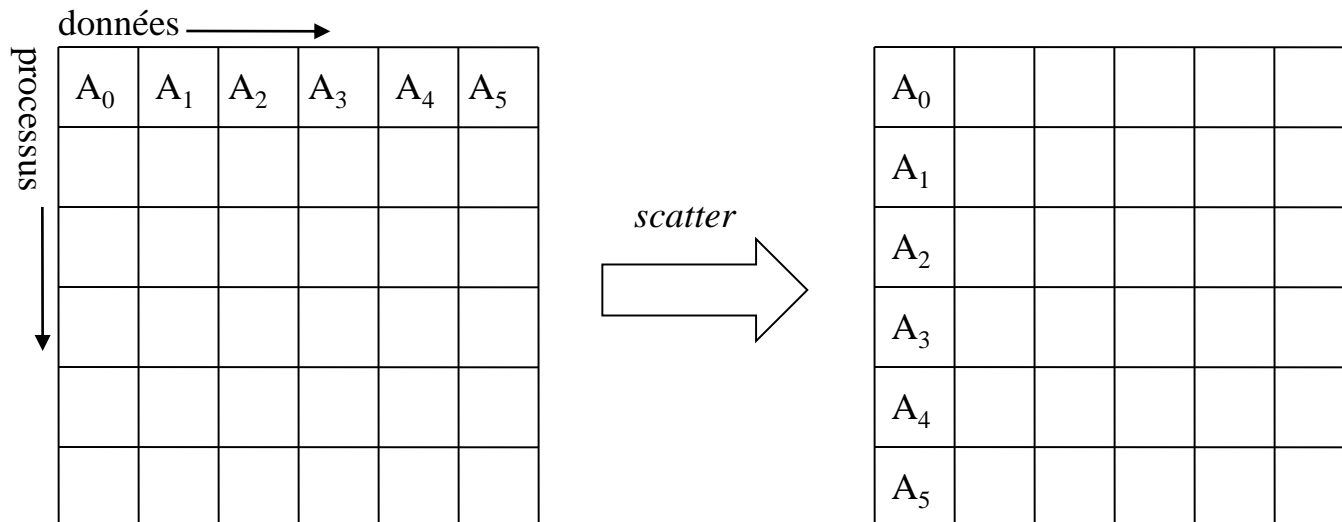 données
processus
A₀ A₁ A₂ A₃ A₄ A₅
scatter
A₀
A₁
A₂
A₃
A₄
A₅